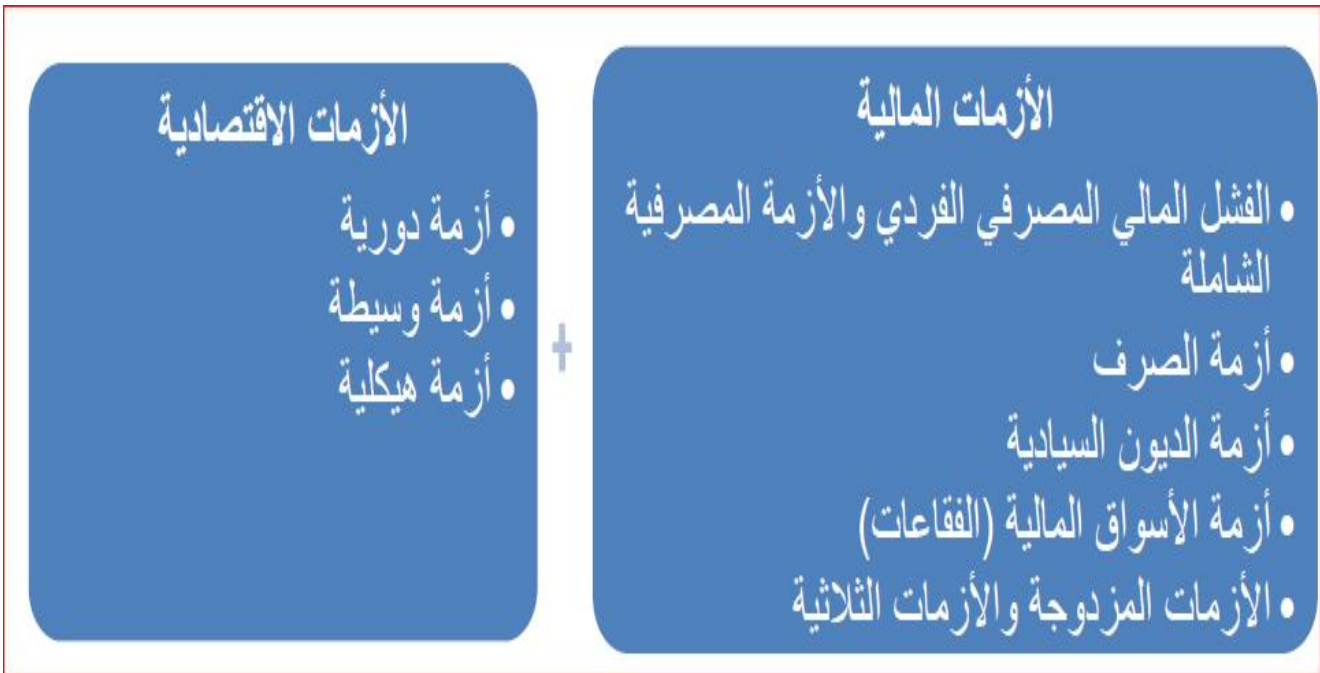 الأزمات المالية
• الفشل المالي المصرفي الفردي والأزمة المصرفية
الشاملة
• أزمة الصرف
• أزمة الديون السيادية
• أزمة الأسواق المالية (الفقاعات)
• الأزمات المزدوجة والأزمات الثلاثية
+
الأزمات الاقتصادية
• أزمة دورية
• أزمة وسيطة
• أزمة هيكلية